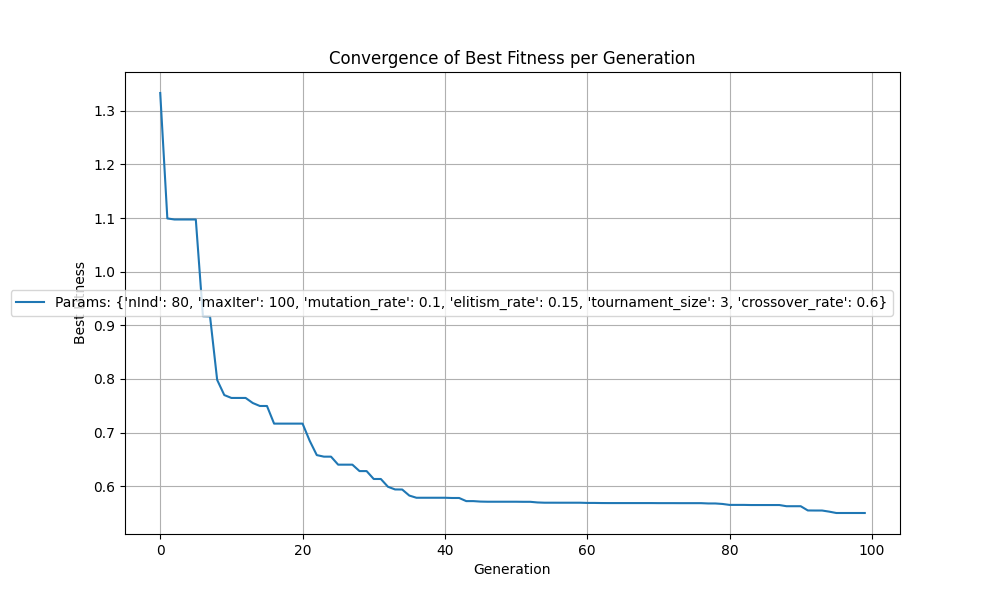 Convergence of Best Fitness per Generation
1.3
1.2
1.1
1.0
0.9
0.8
0.7
0.6
Best Fitness
Params: {'nInd': 80, 'maxIter': 100, 'mutation_rate': 0.1, 'elitism_rate': 0.15, 'tournament_size': 3, 'crossover_rate': 0.6}
0 20 40 60 80 100
Generation